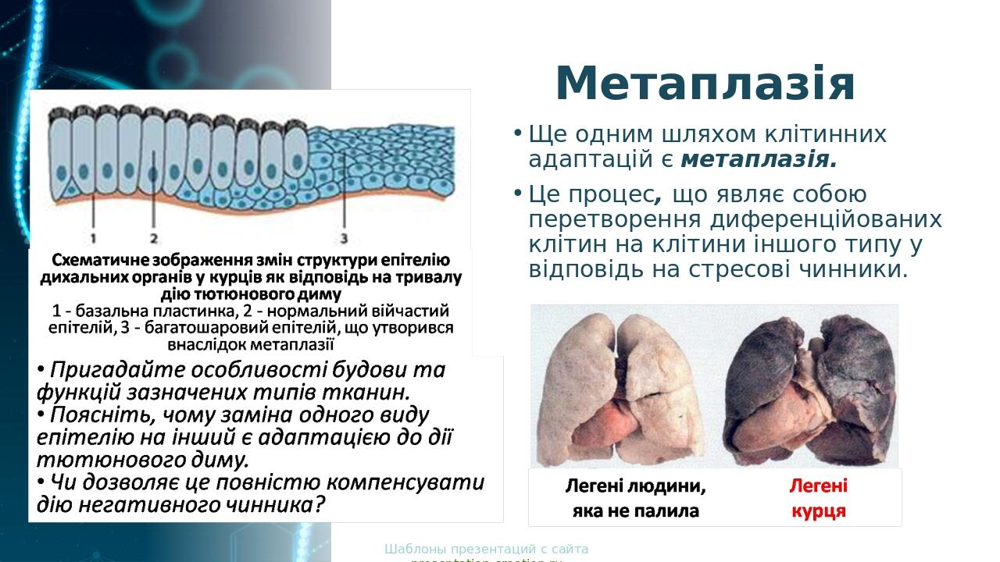 Метаплазія
• Ще одним шляхом клітинних
адаптацій є метаплазія.
• Це процес, що являє собою
перетворення диференційованих
клітин на клітини іншого типу у
відповідь на стресові чинники.
1 2 3
Схематичне зображення змін структури епітелію
дихальних органів у курців як відповідь на тривалу
дію тютюнового диму
1 - базальна пластинка, 2 - нормальний війчастий
епітелій, 3 - багатошаровий епітелій, що утворився
внаслідок метаплазії
• Пригадайте особливості будови та
функцій зазначених типів тканин.
• Поясніть, чому заміна одного виду
епітелію на інший є адаптацією до дії
тютюнового диму.
• Чи дозволяє це повністю компенсувати
дію негативного чинника?
Легені людини,
яка не палила
Легені
курця
Шаблоны презентаций с сайта
presentation-creation.ru